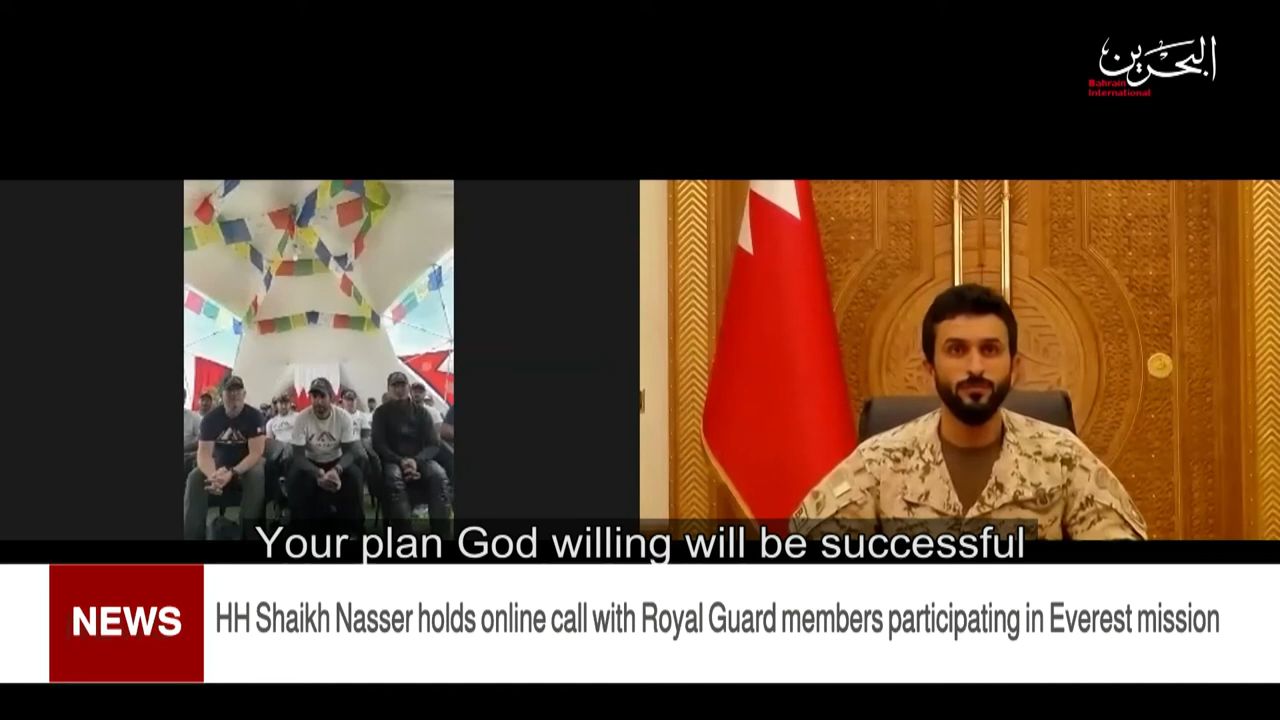 البحرين
Bahrain
International
Your plan God willing will be successful
NEWS
HH Shaikh Nasser holds online call with Royal Guard members participating in Everest mission